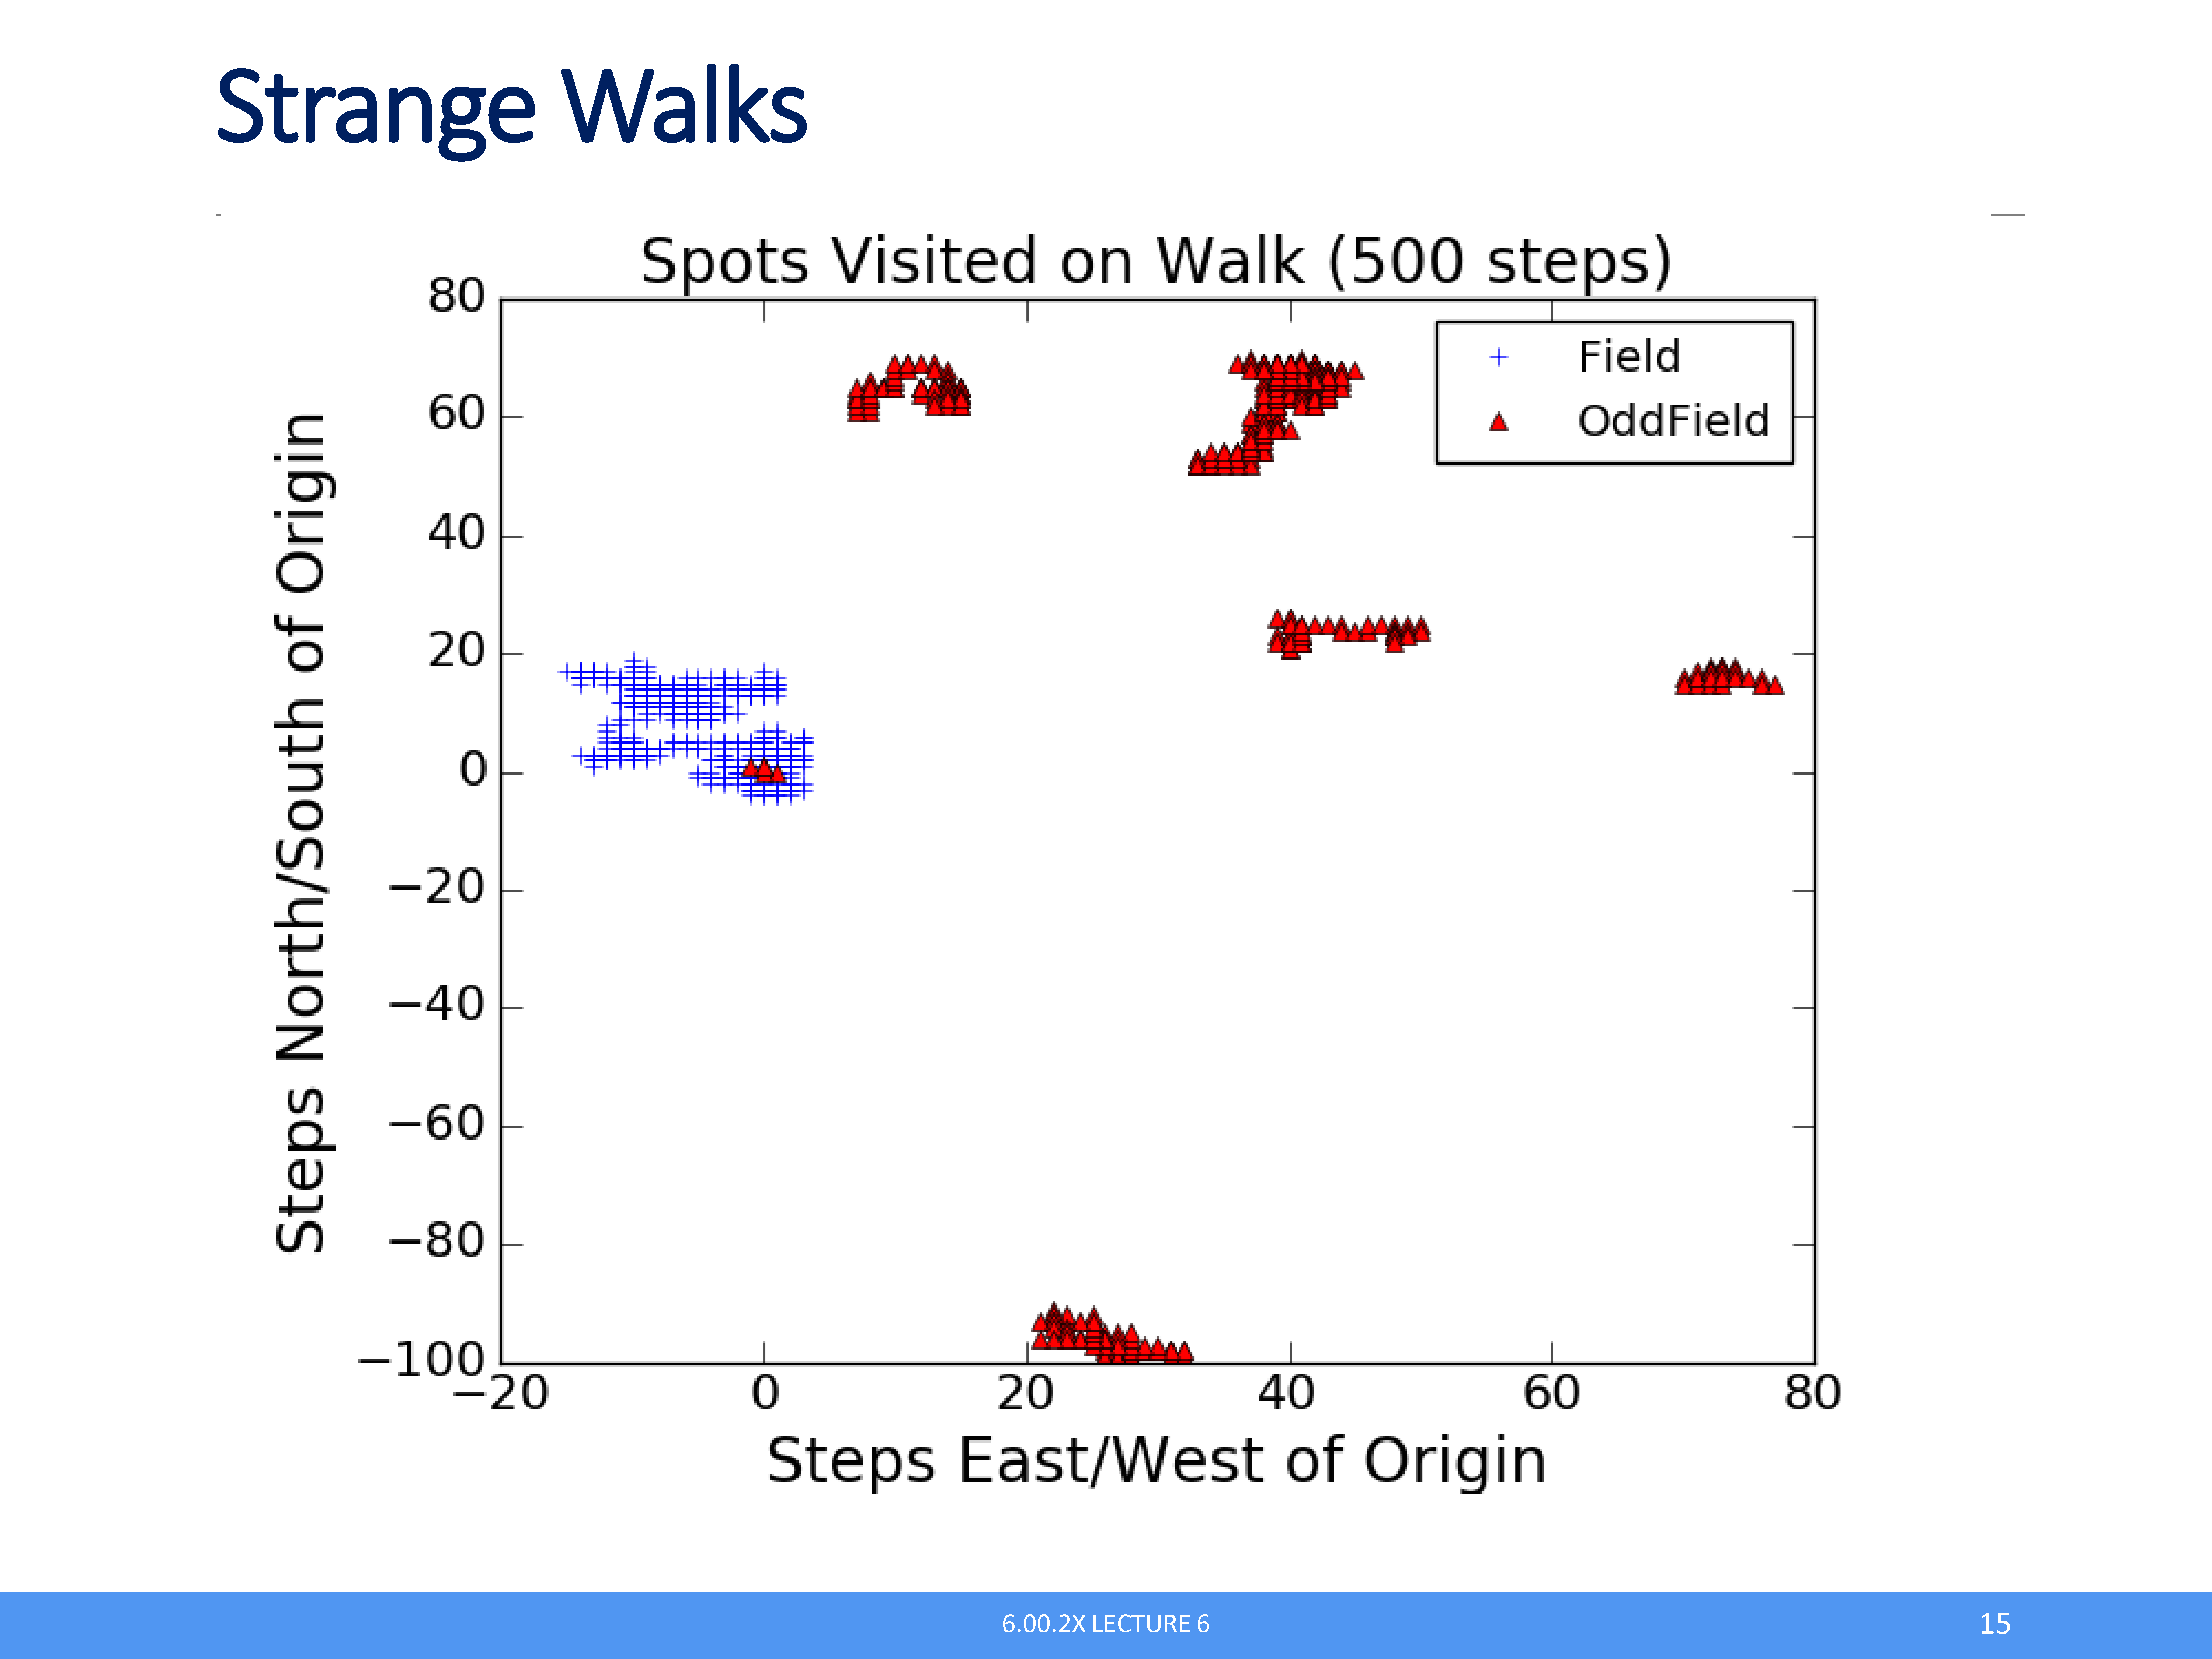 Strange Walks
Spots Visited on Walk (500 steps)
80
60
40
20
0
−20
−40
−60
−80
−100
Steps North/South of Origin
Field
OddField
−20 0 20 40 60 80
Steps East/West of Origin
6.00.2X LECTURE 6
15